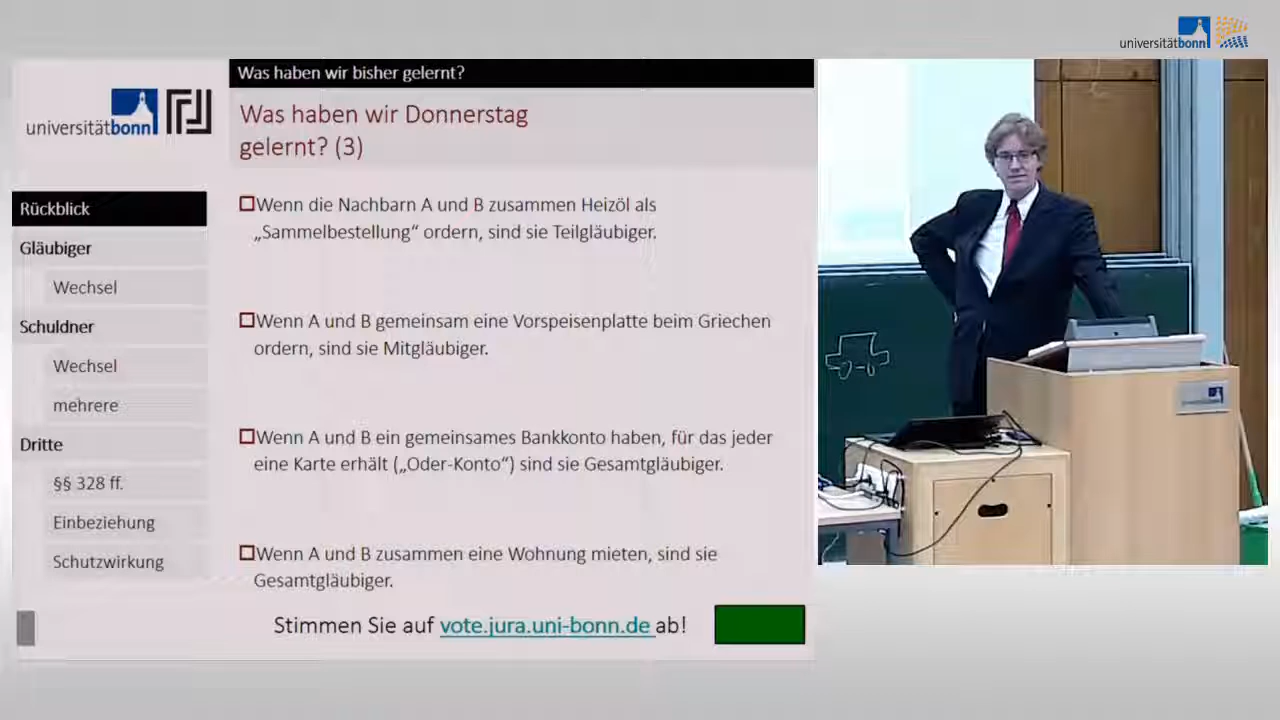 universitätbonn
Was haben wir bisher gelernt?
universitätbonn
Was haben wir Donnerstag
gelernt? (3)
Rückblick
Gläubiger
Wechsel
Schuldner
Wechsel
mehrere
Dritte
§§ 328 ff.
Einbeziehung
Schutzwirkung
Wenn die Nachbarn A und B zusammen Heizöl als
„Sammelbestellung“ ordern, sind sie Teilgläubiger.
Wenn A und B gemeinsam eine Vorspeisenplatte beim Griechen
ordern, sind sie Mitgläubiger.
Wenn A und B ein gemeinsames Bankkonto haben, für das jeder
eine Karte erhält („Oder-Konto“) sind sie Gesamtgläubiger.
Wenn A und B zusammen eine Wohnung mieten, sind sie
Gesamtgläubiger.
Stimmen Sie auf vote.jura.uni-bonn.de ab!